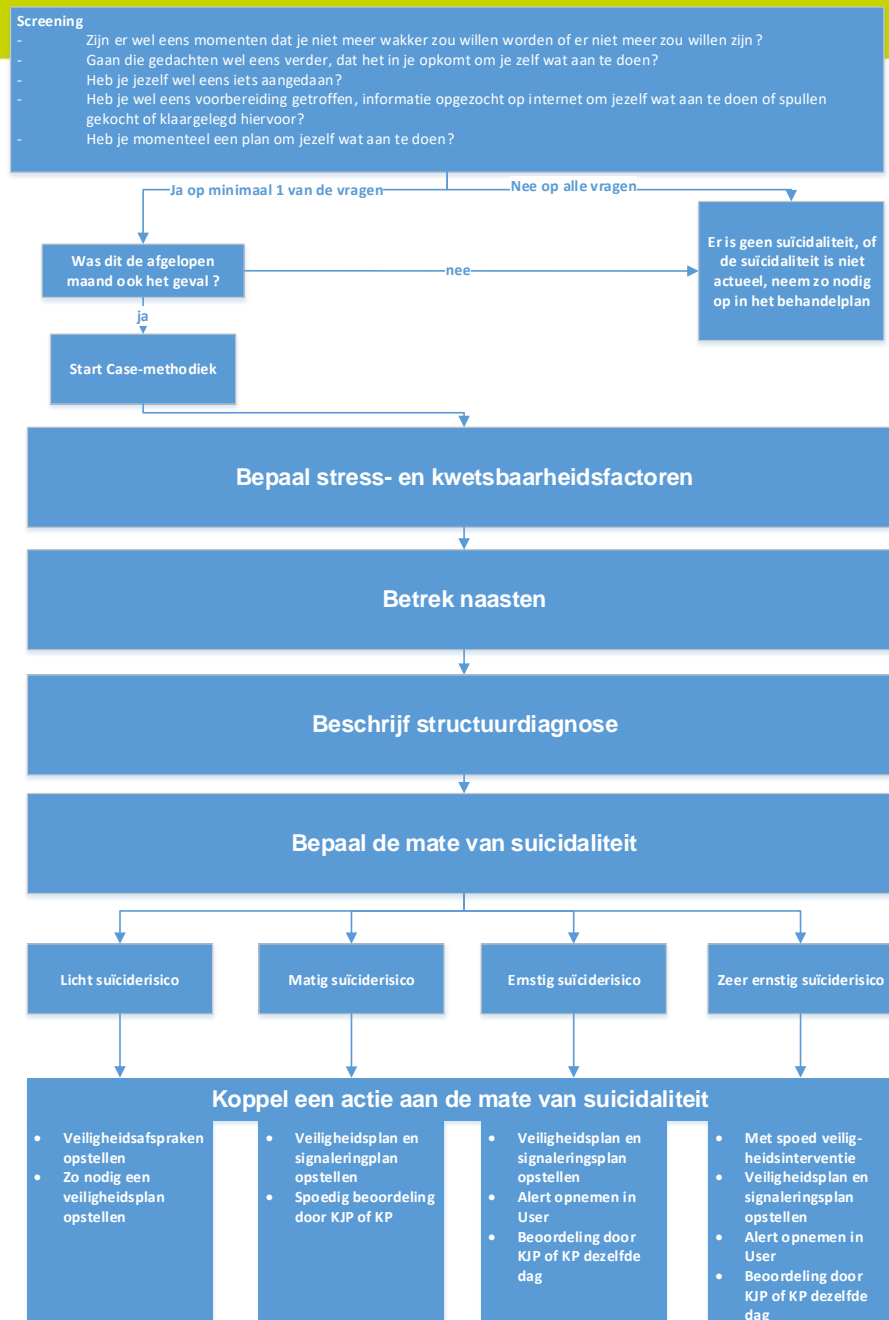 Screening
- Zijn er wel eens momenten dat je niet meer wakker zou willen worden of er niet meer zou willen zijn ?
- Gaan die gedachten wel eens verder, dat het in je opkomt om je zelf wat aan te doen?
- Heb je jezelf wel eens iets aangedaan?
- Heb je wel eens voorbereiding getroffen, informatie opgezocht op internet om jezelf wat aan te doen of spullen
gekocht of klaargelegd hiervoor?
- Heb je momenteel een plan om jezelf wat aan te doen?
Ja op minimaal 1 van de vragen
Nee op alle vragen
Was dit de afgelopen
maand ook het geval ?
nee
Er is geen suïcidaliteit, of
de suïcidaliteit is niet
actueel, neem zo nodig
op in het behandelplan
ja
Start Case-methodiek
Bepaal stress- en kwetsbaarheidsfactoren
Betrek naasten
Beschrijf structuurdiagnose
Bepaal de mate van suicidaliteit
Licht suïciderisico
Matig suïciderisico
Ernstig suïciderisico
Zeer ernstig suïciderisico
Koppel een actie aan de mate van suicidaliteit
• Veiligheidsafspraken
opstellen
• Zo nodig een
veiligheidsplan
opstellen
• Veiligheidsplan en
signaleringplan
opstellen
• Spoedig beoordeling
door KJP of KP
• Veiligheidsplan en
signaleringsplan
opstellen
• Alert opnemen in
User
• Beoordeling door
KJP of KP dezelfde
dag
• Met spoed veilig-
heidsinterventie
• Veiligheidsplan en
signaleringsplan
opstellen
• Alert opnemen in
User
• Beoordeling door
KJP of KP dezelfde
dag